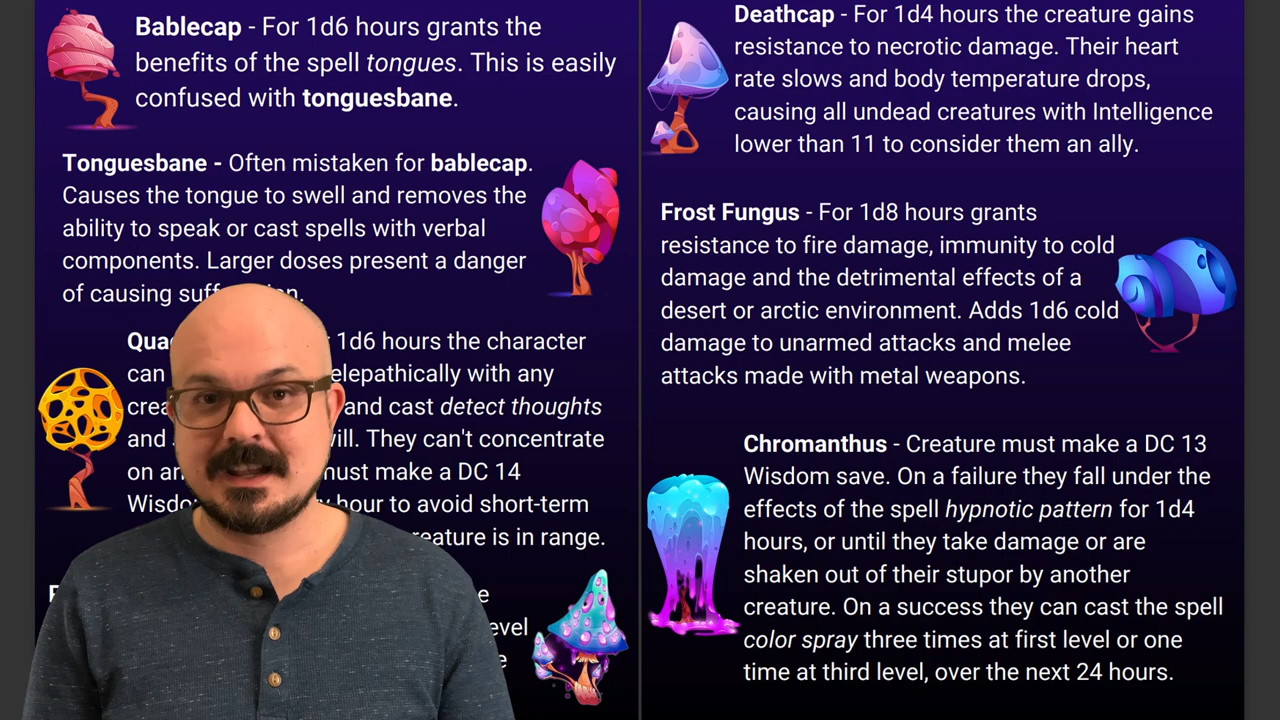 Bablecap - For 1d6 hours grants the
benefits of the spell tongues. This is easily
confused with tonguesbane.
Tonguesbane - Often mistaken for bablecap.
Causes the tongue to swell and removes the
ability to speak or cast spells with verbal
components. Larger doses present a danger
of causing
1d6 hours the character
can telepathically with any
and cast detect thoughts
and will. They can't concentrate
on must make a DC 14
hour to avoid short-term
creature is in range.
Deathcap - For 1d4 hours the creature gains
resistance to necrotic damage. Their heart
rate slows and body temperature drops,
causing all undead creatures with Intelligence
lower than 11 to consider them an ally.
Frost Fungus - For 1d8 hours grants
resistance to fire damage, immunity to cold
damage and the detrimental effects of a
desert or arctic environment. Adds 1d6 cold
damage to unarmed attacks and melee
attacks made with metal weapons.
Chromanthus - Creature must make a DC 13
Wisdom save. On a failure they fall under the
effects of the spell hypnotic pattern for 1d4
hours, or until they take damage or are
shaken out of their stupor by another
creature. On a success they can cast the spell
color spray three times at first level or one
time at third level, over the next 24 hours.